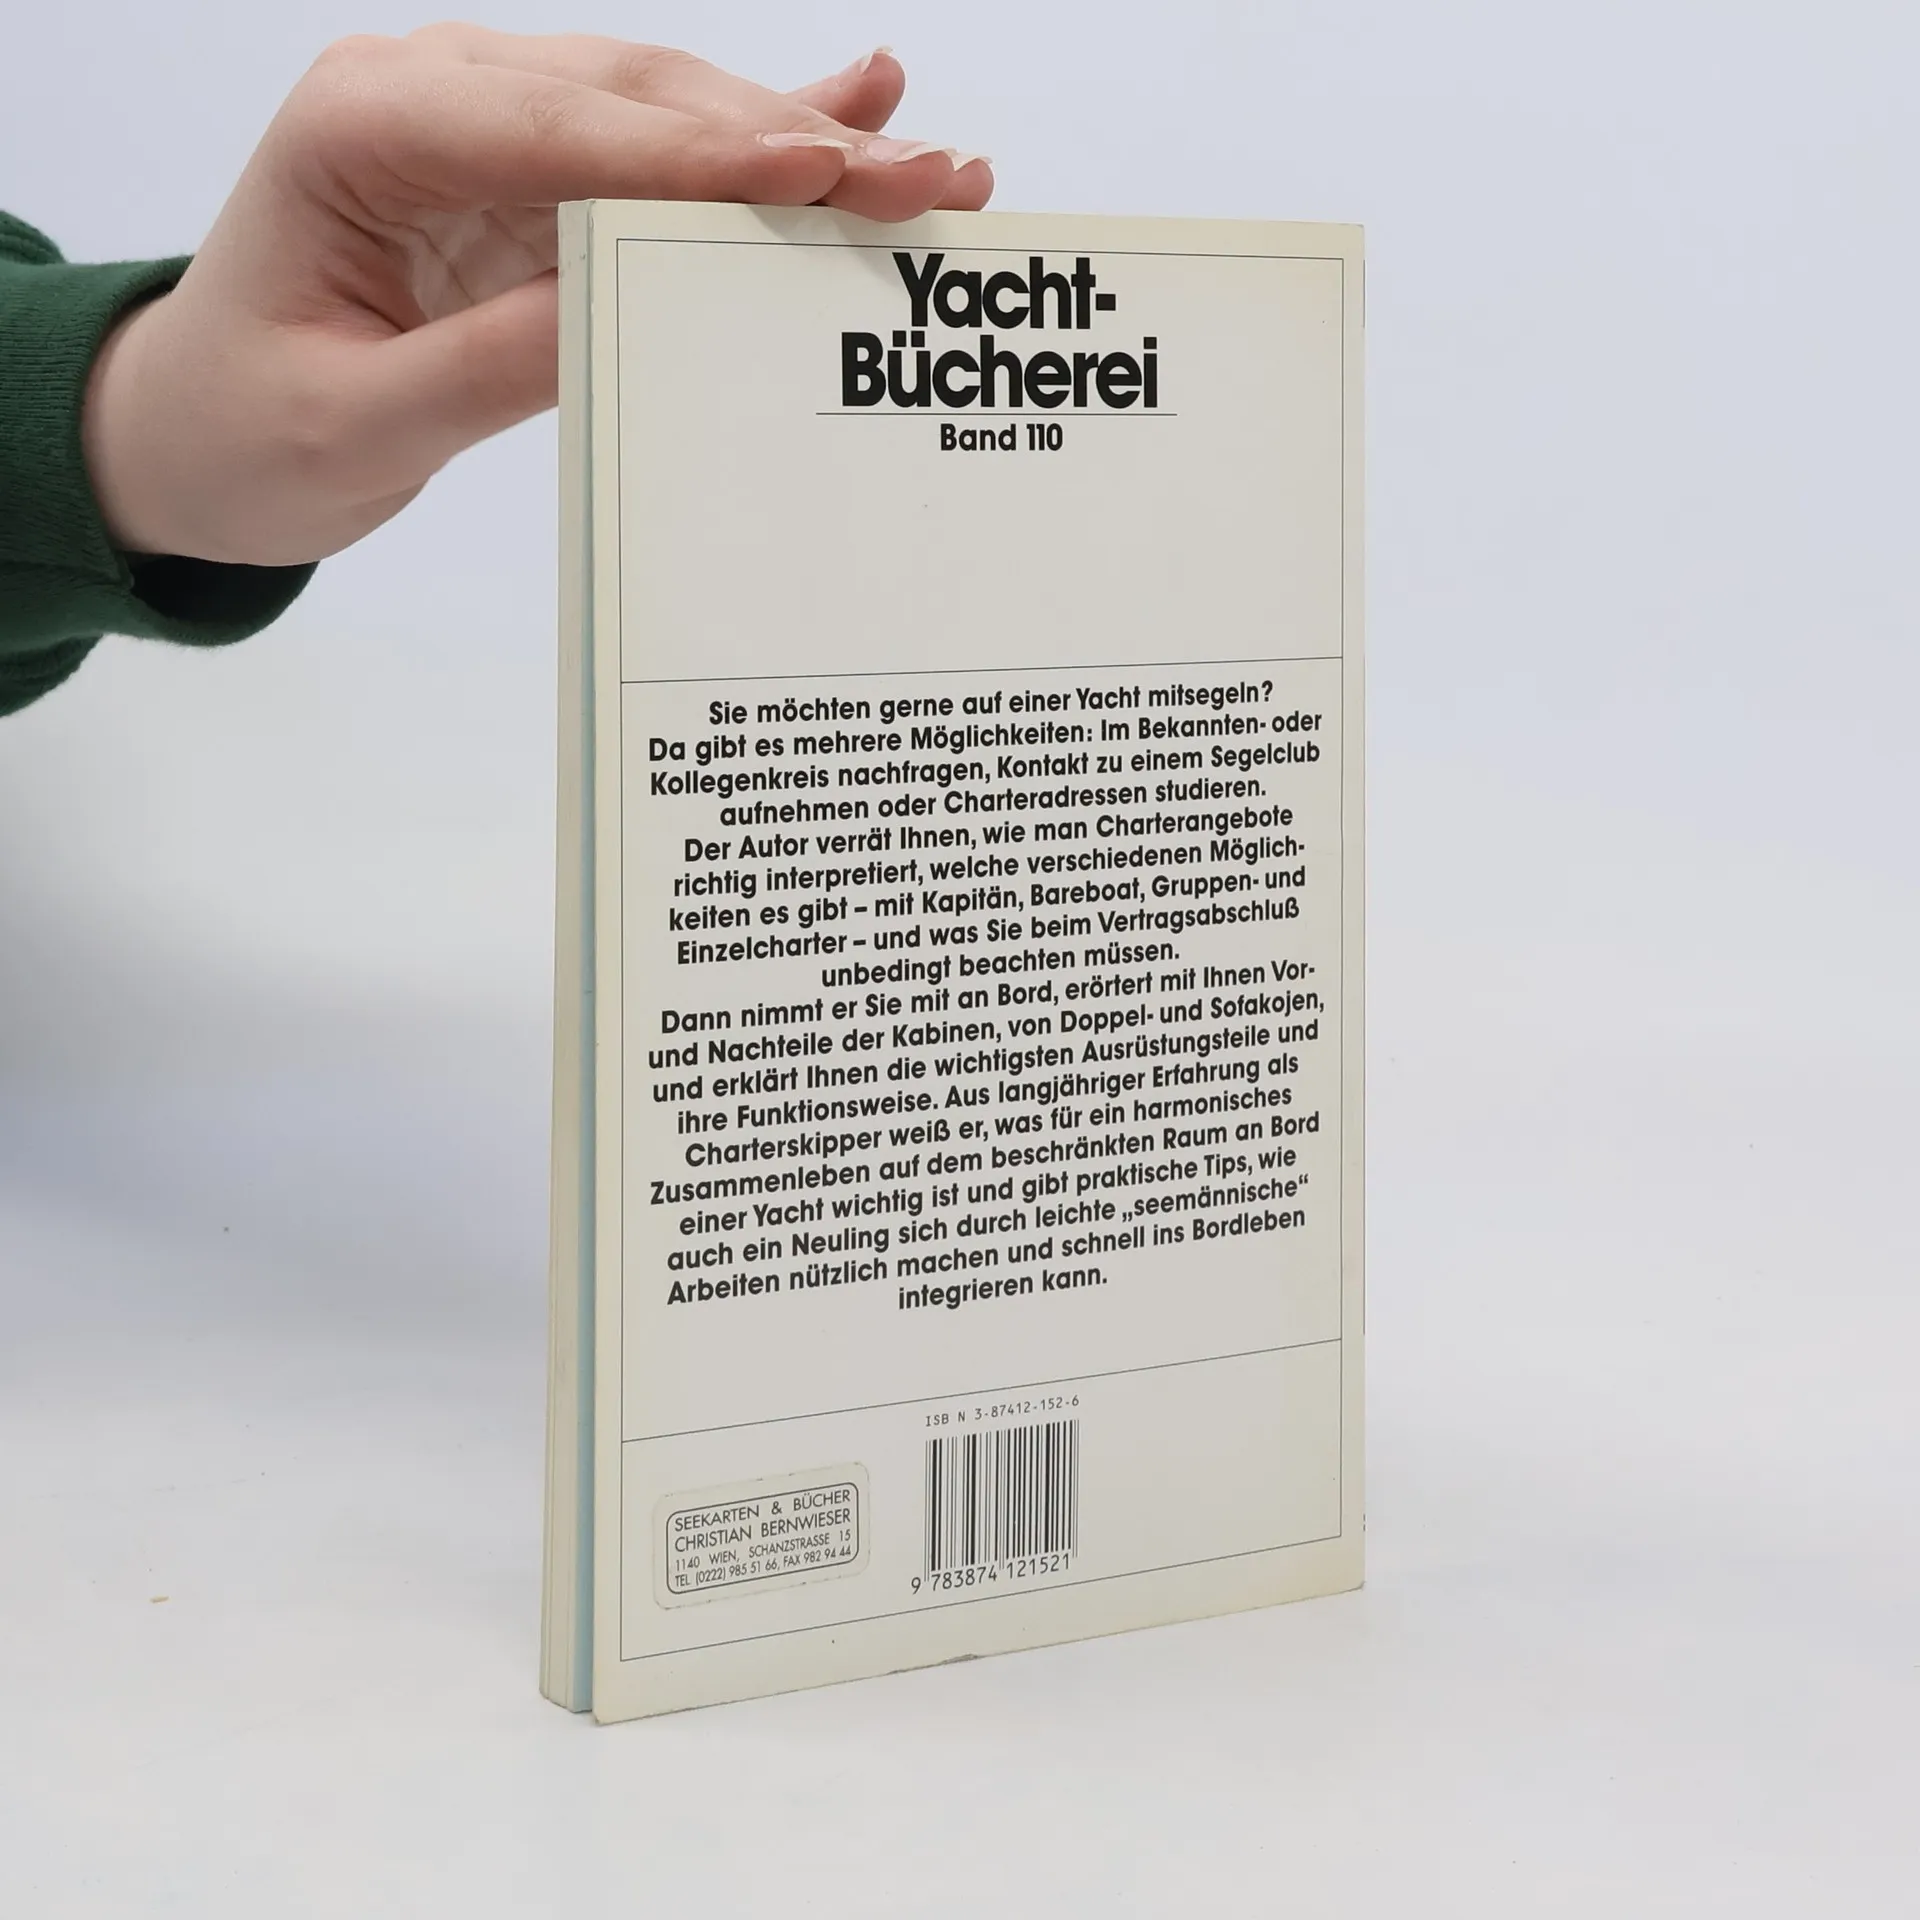 Yacht-
Bücherei
Band 110
Sie möchten gerne auf einer Yacht mitsegeln?
Da gibt es mehrere Möglichkeiten: Im Bekannten- oder
Kollegenkreis nachfragen, Kontakt zu einem Segelclub
aufnehmen oder Charteradressen studieren.
Der Autor verrät Ihnen, wie man Charterangebote
richtig interpretiert, welche verschiedenen Möglich-
keiten es gibt – mit Kapitän, Bareboat, Gruppen- und
Einzelcharter – und was Sie beim Vertragsabschluß
unbedingt beachten müssen.
Dann nimmt er Sie mit an Bord, erörtert mit Ihnen Vor-
und Nachteile der Kabinen, von Doppel- und Sofakojen,
und erklärt Ihnen die wichtigsten Ausrüstungsteile und
ihre Funktionsweise. Aus langjähriger Erfahrung als
Charterskipper weiß er, was für ein harmonisches
Zusammenleben auf dem beschränkten Raum an Bord
einer Yacht wichtig ist und gibt praktische Tips, wie
auch ein Neuling sich durch leichte „seemännische“
Arbeiten nützlich machen und schnell ins Bordleben
integrieren kann.
ISBN 3-87412-152-6
9 783874 121521
SEEKARTEN & BÜCHER
CHRISTIAN BERNWIESER
1140 WIEN, SCHANZSTRASSE 15
TEL (0222) 985 51 66, FAX 982 94 44